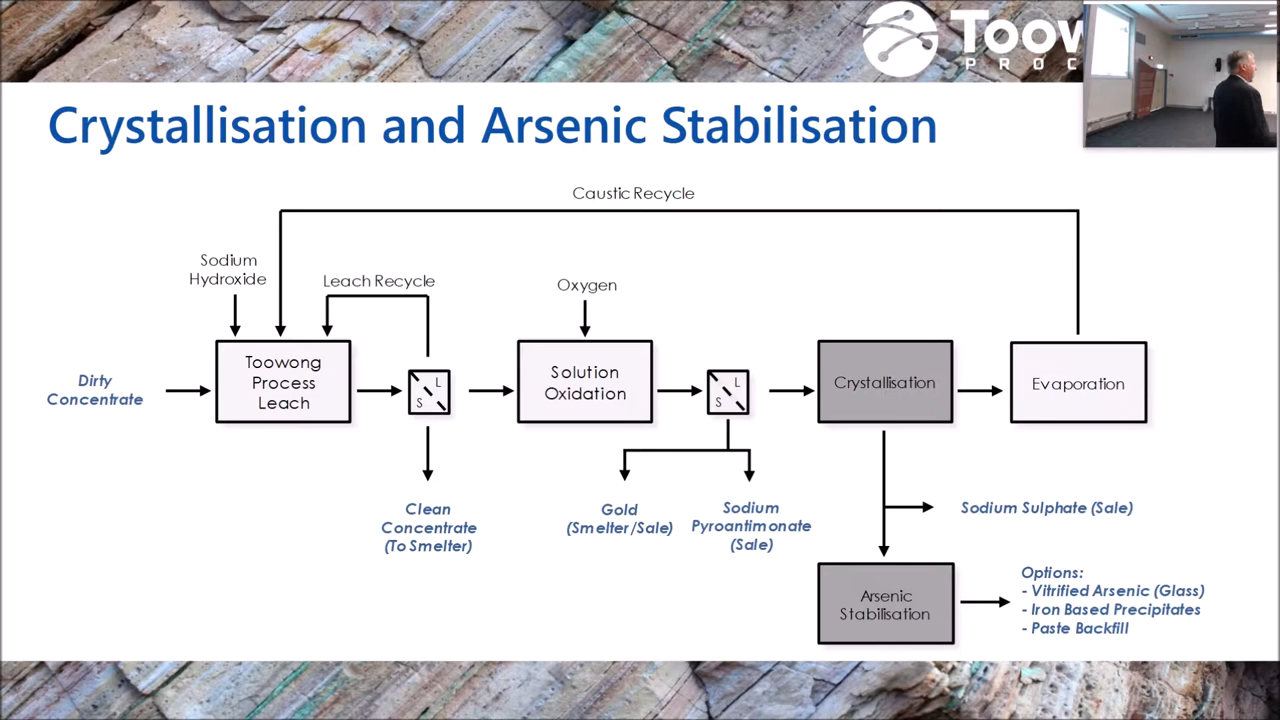 Crystallisation and Arsenic Stabilisation
Caustic Recycle
Sodium
Hydroxide
Leach Recycle
Oxygen
Dirty
Concentrate
Toowong
Process
Leach
L
S
Solution
Oxidation
L
S
Crystallisation
Evaporation
Clean
Concentrate
(To Smelter)
Gold
(Smelter/Sale)
Sodium
Pyroantimonate
(Sale)
Sodium Sulphate (Sale)
Arsenic
Stabilisation
Options:
- Vitrified Arsenic (Glass)
- Iron Based Precipitates
- Paste Backfill